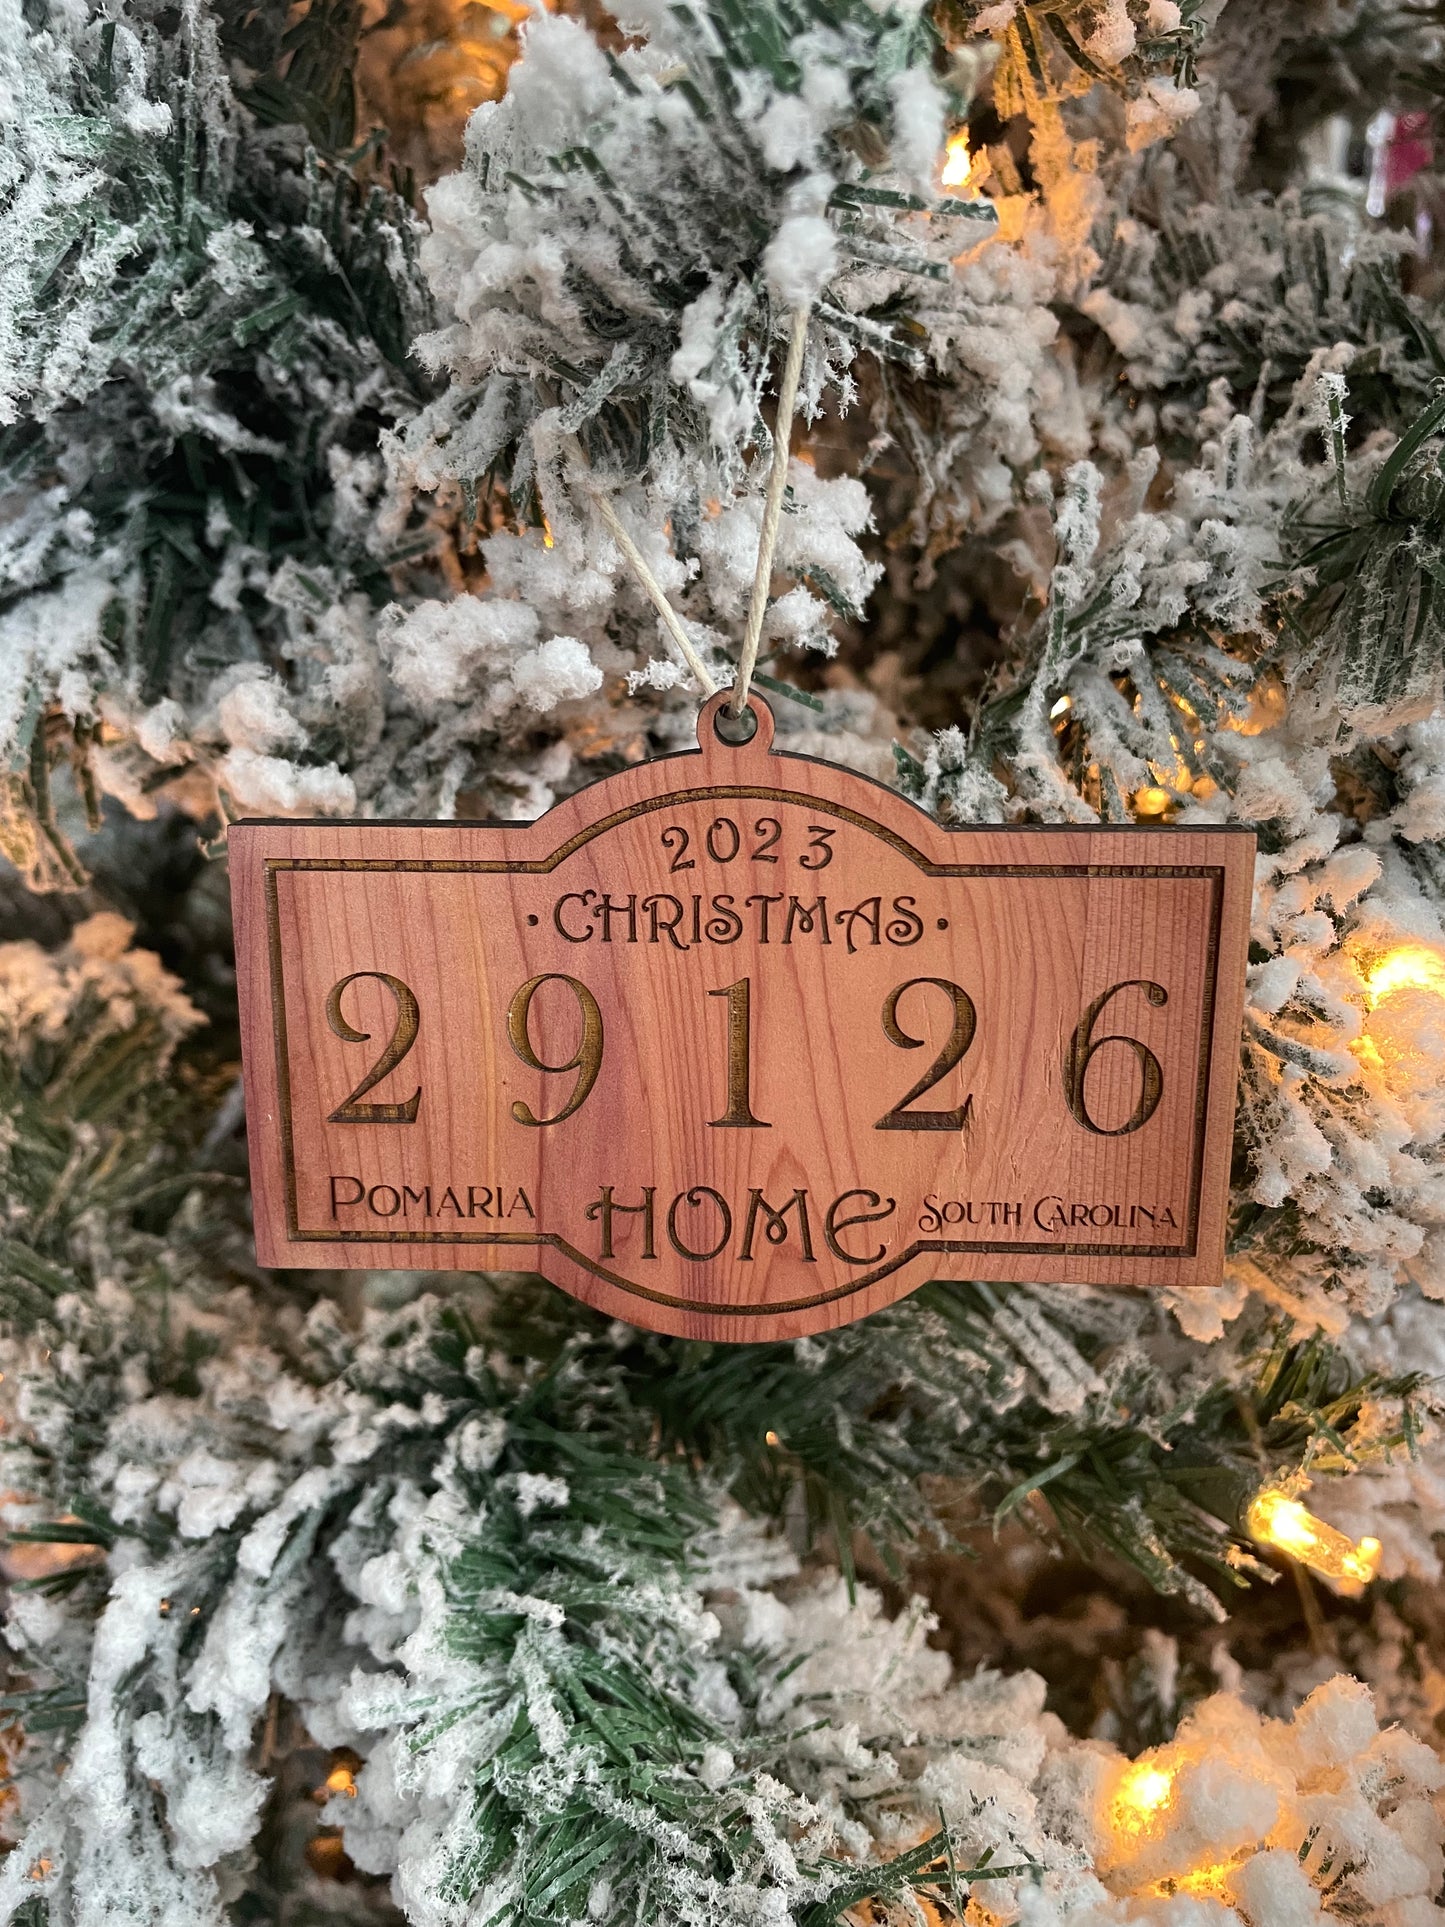 2023
· CHRISTMAS ·
29126
POMARIA HOME SOUTH CAROLINA